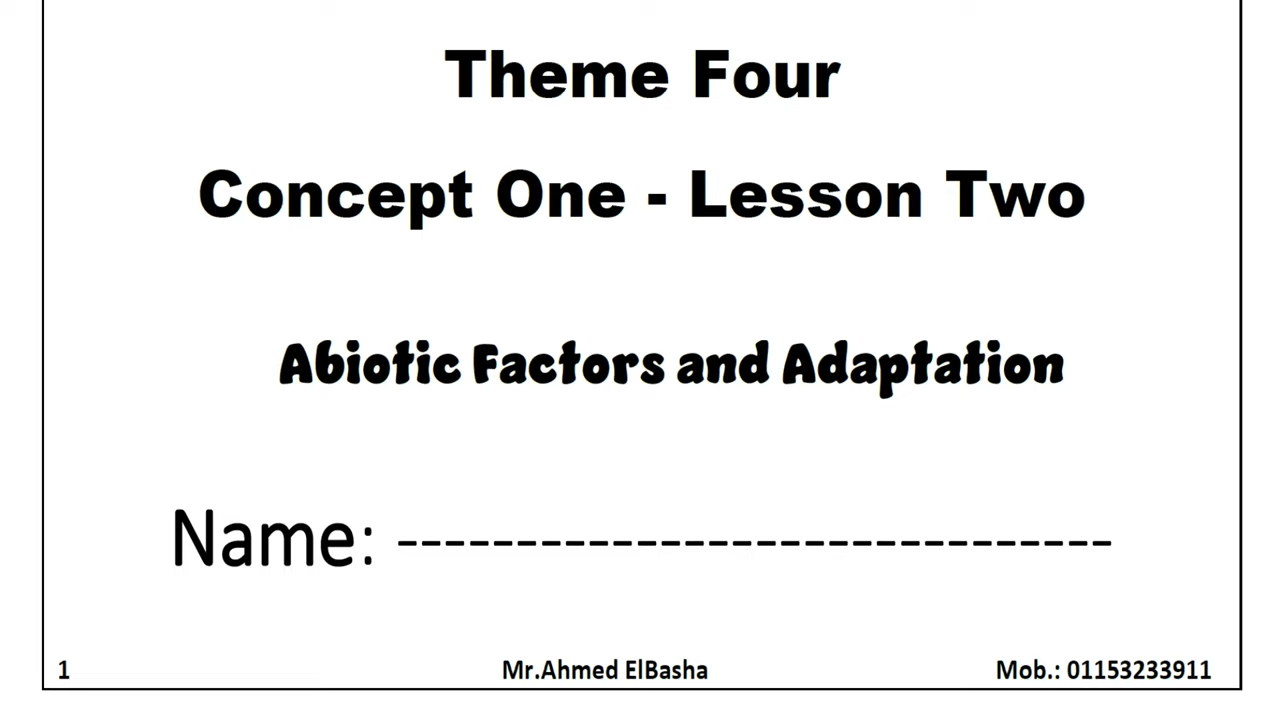 Theme Four
Concept One - Lesson Two
Abiotic Factors and Adaptation
Name: ------------------------------
1 Mr.Ahmed ElBasha Mob.: 01153233911